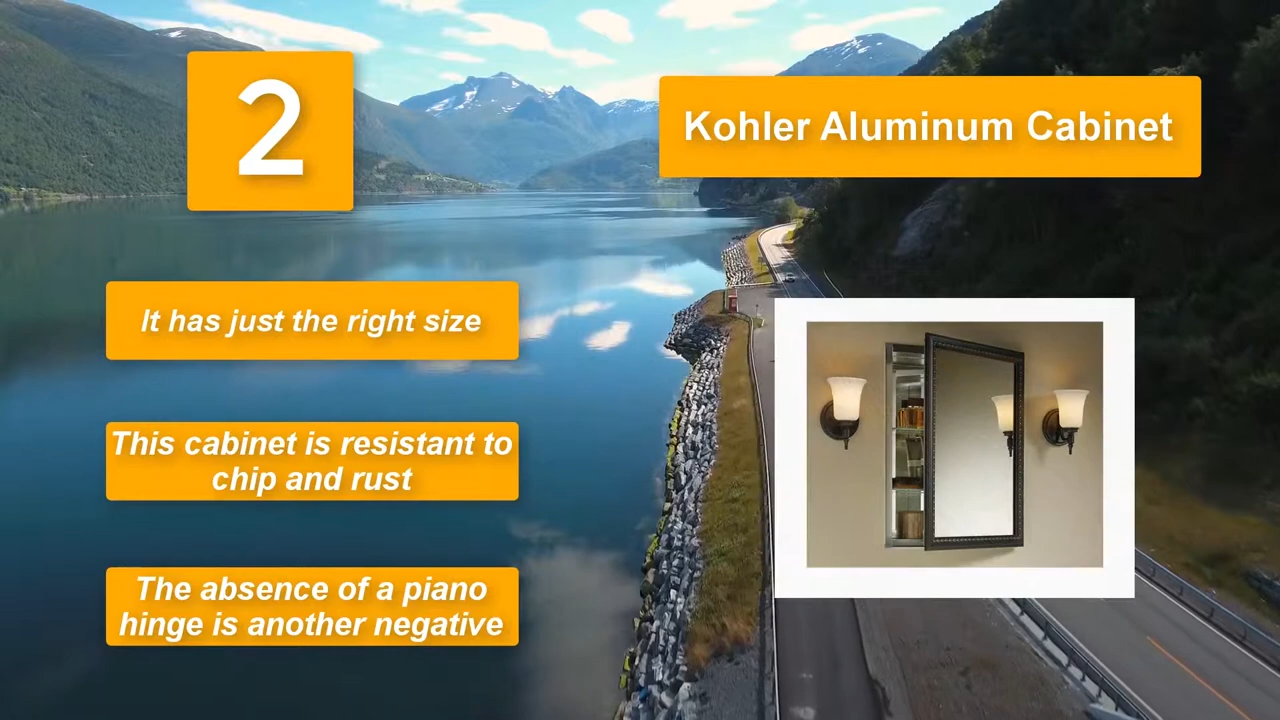 2
Kohler Aluminum Cabinet
It has just the right size
This cabinet is resistant to
chip and rust
The absence of a piano
hinge is another negative